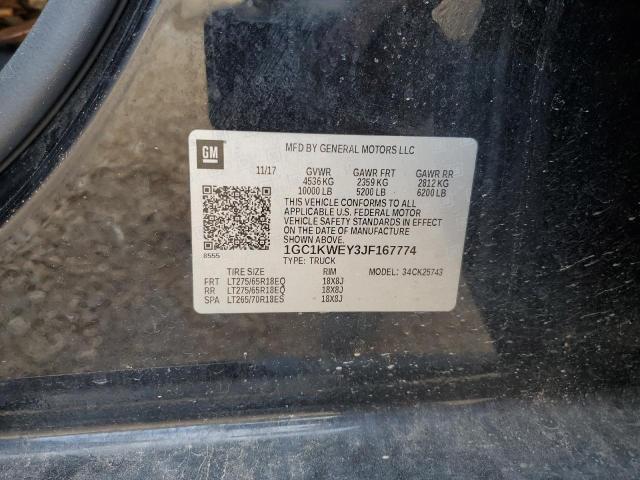 GM
MFD BY GENERAL MOTORS LLC
11/17 GVWR GAWR FRT GAWR RR
4536 KG 2359 KG 2812 KG
10000 LB 5200 LB 6200 LB
THIS VEHICLE CONFORMS TO ALL
APPLICABLE U.S. FEDERAL MOTOR
VEHICLE SAFETY STANDARDS IN EFFECT
ON THE DATE OF MANUFACTURE
SHOWN ABOVE.
1GC1KWEY3JF167774
8555
TYPE: TRUCK
TIRE SIZE RIM MODEL: 34CK25743
FRT LT275/65R18EQ 18X8J
RR LT275/65R18EQ 18X8J
SPA LT265/70R18ES 18X8J